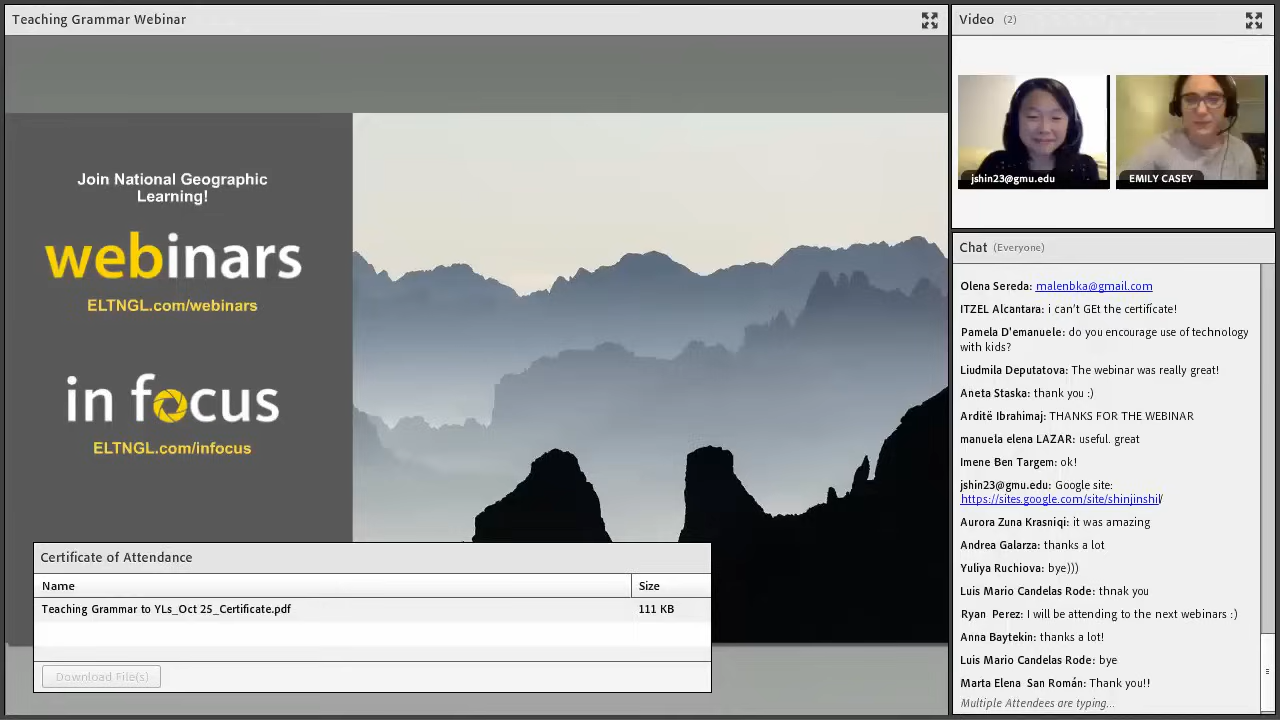 Teaching Grammar Webinar
Join National Geographic
Learning!
webinars
ELTNGL.com/webinars
in focus
ELTNGL.com/infocus
Certificate of Attendance
Name Size
Teaching Grammar to YLs_Oct 25_Certificate.pdf 111 KB
Download File(s)
Video (2)
jshin23@gmu.edu
EMILY CASEY
Chat (Everyone)
Olena Sereda: malenbka@gmail.com
ITZEL Alcantara: i can't GEt the certificate!
Pamela D'emanuele: do you encourage use of technology
with kids?
Liudmila Deputatova: The webinar was really great!
Aneta Staska: thank you :)
Arditë Ibrahimaj: THANKS FOR THE WEBINAR
manuela elena LAZAR: useful. great
Imene Ben Targem: ok!
jshin23@gmu.edu: Google site:
https://sites.google.com/site/shinjinshil/
Aurora Zuna Krasniqi: it was amazing
Andrea Galarza: thanks a lot
Yuliya Ruchiova: bye)))
Luis Mario Candelas Rode: thnak you
Ryan Perez: I will be attending to the next webinars :)
Anna Baytekin: thanks a lot!
Luis Mario Candelas Rode: bye
Marta Elena San Román: Thank you!!
Multiple Attendees are typing...